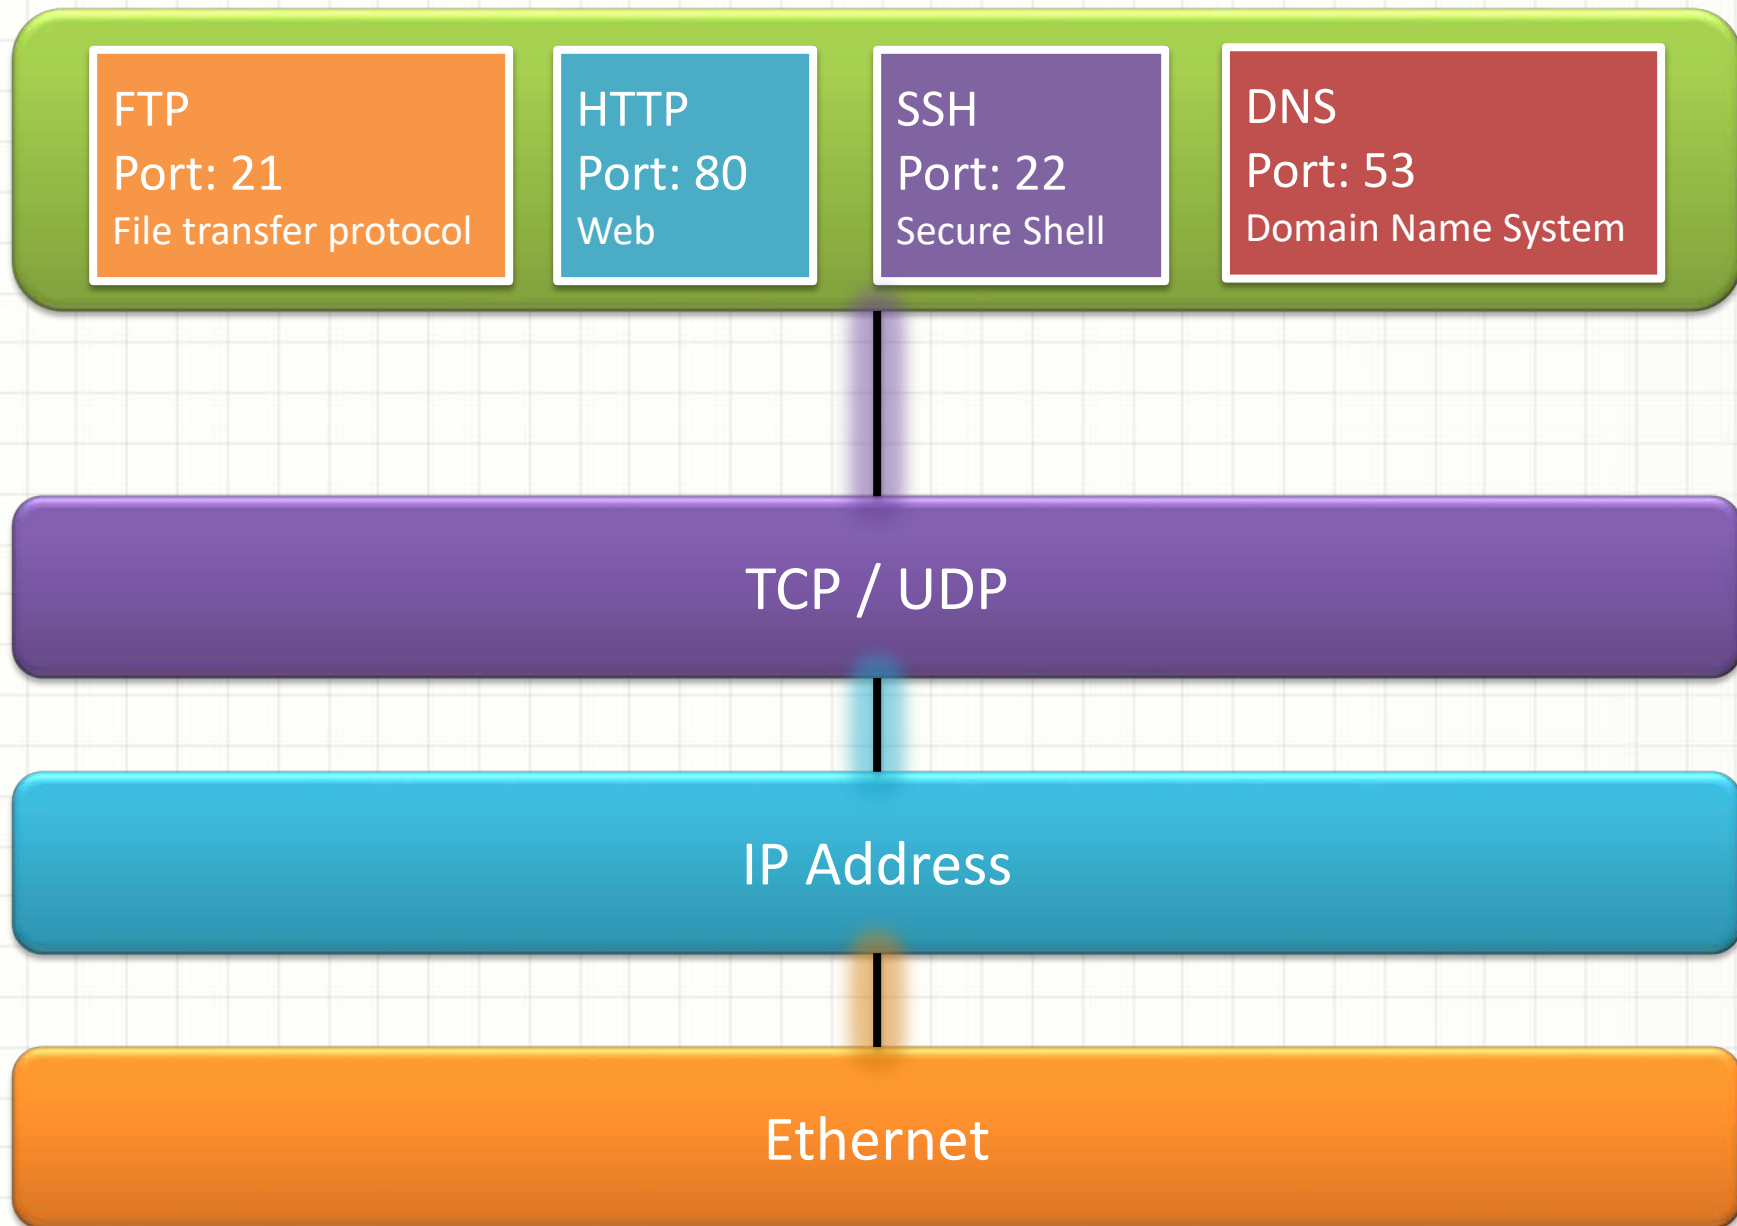 FTP
Port: 21
File transfer protocol
HTTP
Port: 80
Web
SSH
Port: 22
Secure Shell
DNS
Port: 53
Domain Name System
TCP / UDP
IP Address
Ethernet